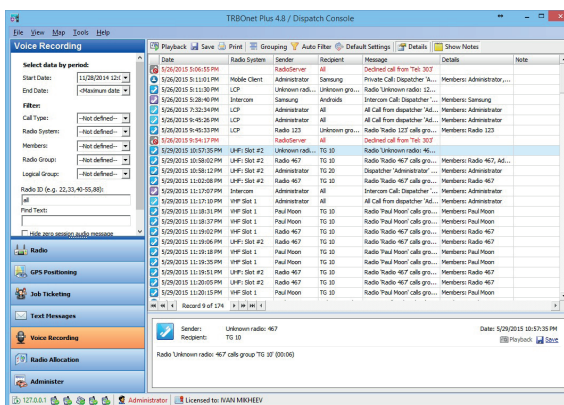 TRBOnet Plus 4.8 / Dispatch Console
File View Map Tools Help
Voice Recording
Playback Save Print Grouping Auto Filter Default Settings Details Show Notes
Select data by period:
Start Date: 11/28/2014 12:(
End Date: <Maximum date
Filter:
Call Type: --Not defined--
Radio System: --Not defined--
Members: --Not defined--
Radio Group: --Not defined--
Logical Group: --Not defined--
Radio ID (e.g. 22,33,40-55,88):
all
Find Text:
Hide zero session audio message
Radio
GPS Positioning
Job Ticketing
Text Messages
Voice Recording
Radio Allocation
Administer
Date Radio System Sender Recipient Message Details Note
5/26/2015 5:06:55 PM RadioServer All Declined call from 'Tel: 303'
5/26/2015 5:11:01 PM Mobile Client Administrator Samsung Private Call: Dispatcher 'A... Members: Administrator,...
5/26/2015 5:11:30 PM LCP Unknown radi... Unknown gro... Radio 'Unknown radio: 12...
5/26/2015 5:28:40 PM Intercom Samsung Androids Intercom Call: Dispatcher '... Members: Samsung
5/26/2015 7:32:34 PM LCP Administrator All All Call from dispatcher 'Ad... Members: Administrator
5/26/2015 9:45:26 PM LCP Administrator All All Call from dispatcher 'Ad... Members: Administrator
5/26/2015 9:45:33 PM LCP Radio 123 Unknown gro... Radio 'Radio 123' calls gro... Members: Radio 123
5/26/2015 9:54:17 PM RadioServer All Declined call from 'Tel: 303'
5/29/2015 10:57:35 PM UHF: Slot #2 Unknown radi... TG 10 Radio 'Unknown radio: 46...
5/29/2015 10:58:02 PM UHF: Slot #2 Radio 467 TG 10 Radio 'Radio 467' calls gro... Members: Radio 467, Ad...
5/29/2015 10:58:12 PM UHF: Slot #2 Administrator TG 20 Dispatcher 'Administrator' ... Members: Administrator
5/29/2015 11:02:08 PM UHF: Slot #2 Radio 467 TG 10 Radio 'Radio 467' calls gro... Members: Radio 467
5/29/2015 11:17:07 PM Intercom Administrator All Intercom Call: Dispatcher '... Members: Administrator
5/29/2015 11:17:10 PM VHF Slot 1 Administrator All All Call from dispatcher 'Ad... Members: Administrator
5/29/2015 11:18:31 PM VHF Slot 1 Paul Moon TG 10 Radio 'Paul Moon' calls gro... Members: Paul Moon
5/29/2015 11:18:37 PM VHF Slot 1 Paul Moon TG 10 Radio 'Paul Moon' calls gro... Members: Paul Moon
5/29/2015 11:19:02 PM VHF Slot 1 Radio 467 TG 10 Radio 'Radio 467' calls gro... Members: Radio 467
5/29/2015 11:19:06 PM UHF: Slot #2 Radio 467 TG 10 Radio 'Radio 467' calls gro... Members: Radio 467
5/29/2015 11:19:18 PM VHF Slot 1 Paul Moon TG 10 Radio 'Paul Moon' calls gro... Members: Paul Moon
5/29/2015 11:19:35 PM VHF Slot 1 Paul Moon TG 10 Radio 'Paul Moon' calls gro... Members: Paul Moon
5/29/2015 11:19:51 PM UHF: Slot #2 Radio 467 TG 10 Radio 'Radio 467' calls gro... Members: Radio 467
5/29/2015 11:20:05 PM UHF: Slot #2 Radio 467 TG 10 Radio 'Radio 467' calls gro... Members: Radio 467
5/29/2015 11:20:15 PM VHF Slot 1 Paul Moon TG 10 Radio 'Paul Moon' calls gro... Members: Paul Moon
Record 9 of 174
Sender: Unknown radio: 467 Date: 5/29/2015 10:57:35 PM
Recipient: TG 10 Playback Save
Radio 'Unknown radio: 467 calls group 'TG 10' (00:06)
127.0.0.1 Administrator Licensed to: IVAN MIKHEEV